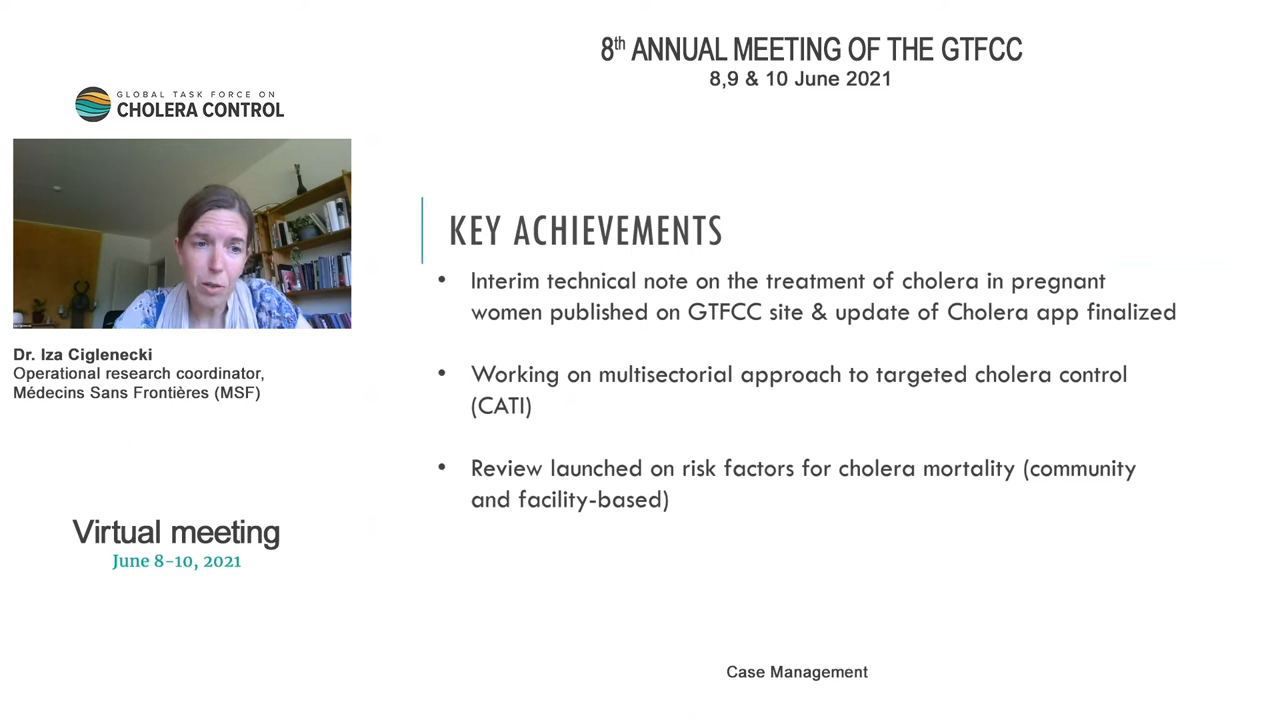 8th ANNUAL MEETING OF THE GTFCC
8,9 & 10 June 2021
GLOBAL TASK FORCE ON
CHOLERA CONTROL
Dr. Iza Ciglenecki
Operational research coordinator,
Médecins Sans Frontières (MSF)
Virtual meeting
June 8-10, 2021
KEY ACHIEVEMENTS
• Interim technical note on the treatment of cholera in pregnant
women published on GTFCC site & update of Cholera app finalized
• Working on multisectorial approach to targeted cholera control
(CATI)
• Review launched on risk factors for cholera mortality (community
and facility-based)
Case Management